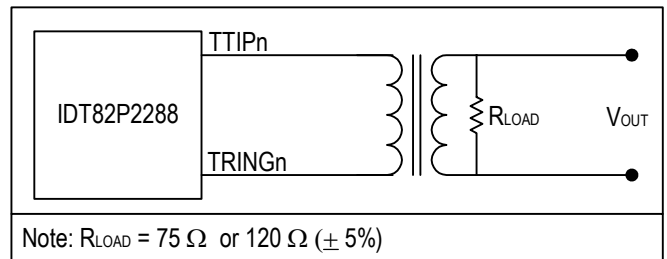 TTIPn
IDT82P2288
RLOAD
VOUT
TRINGn
Note: RLOAD = 75 Ω or 120 Ω (± 5%)